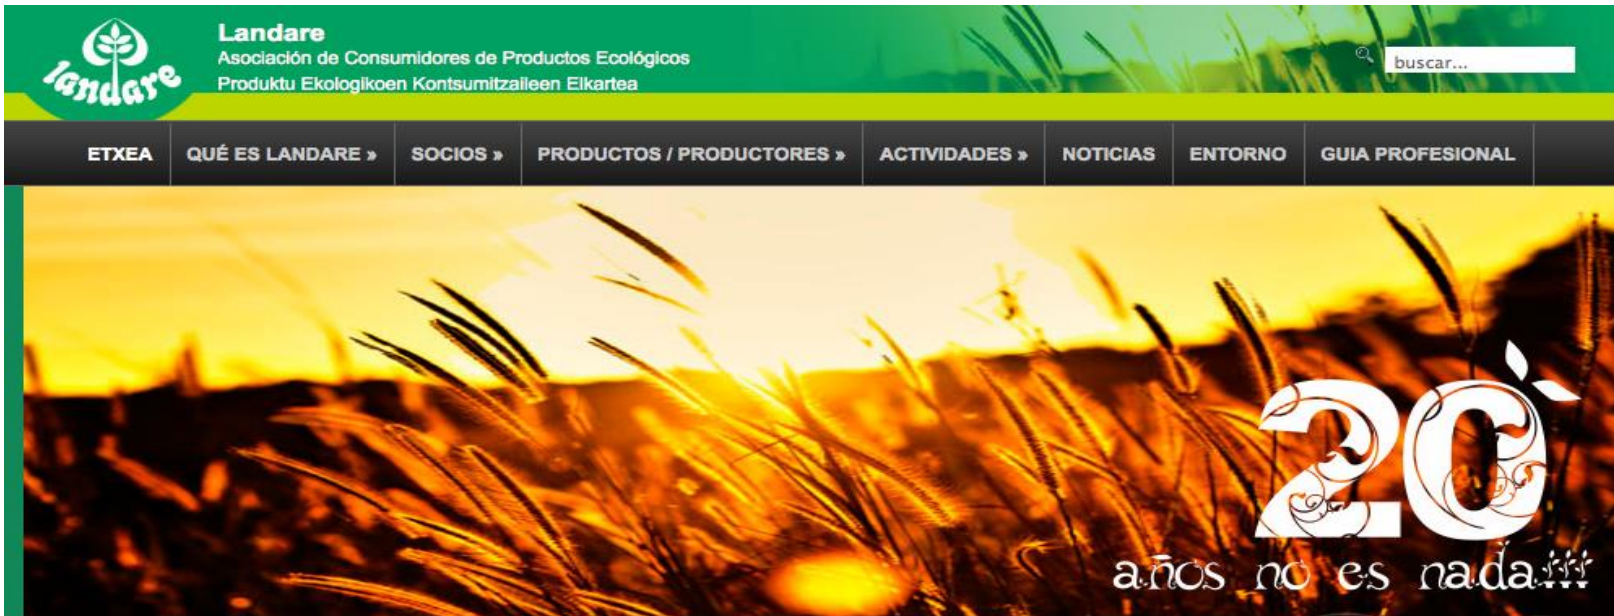 landare
Landare
Asociación de Consumidores de Productos Ecológicos
Produktu Ekologikoen Kontsumitzaileen Elkartea
buscar...
ETXEA QUÉ ES LANDARE » SOCIOS » PRODUCTOS / PRODUCTORES » ACTIVIDADES » NOTICIAS ENTORNO GUIA PROFESIONAL
20
años no es nada!!!